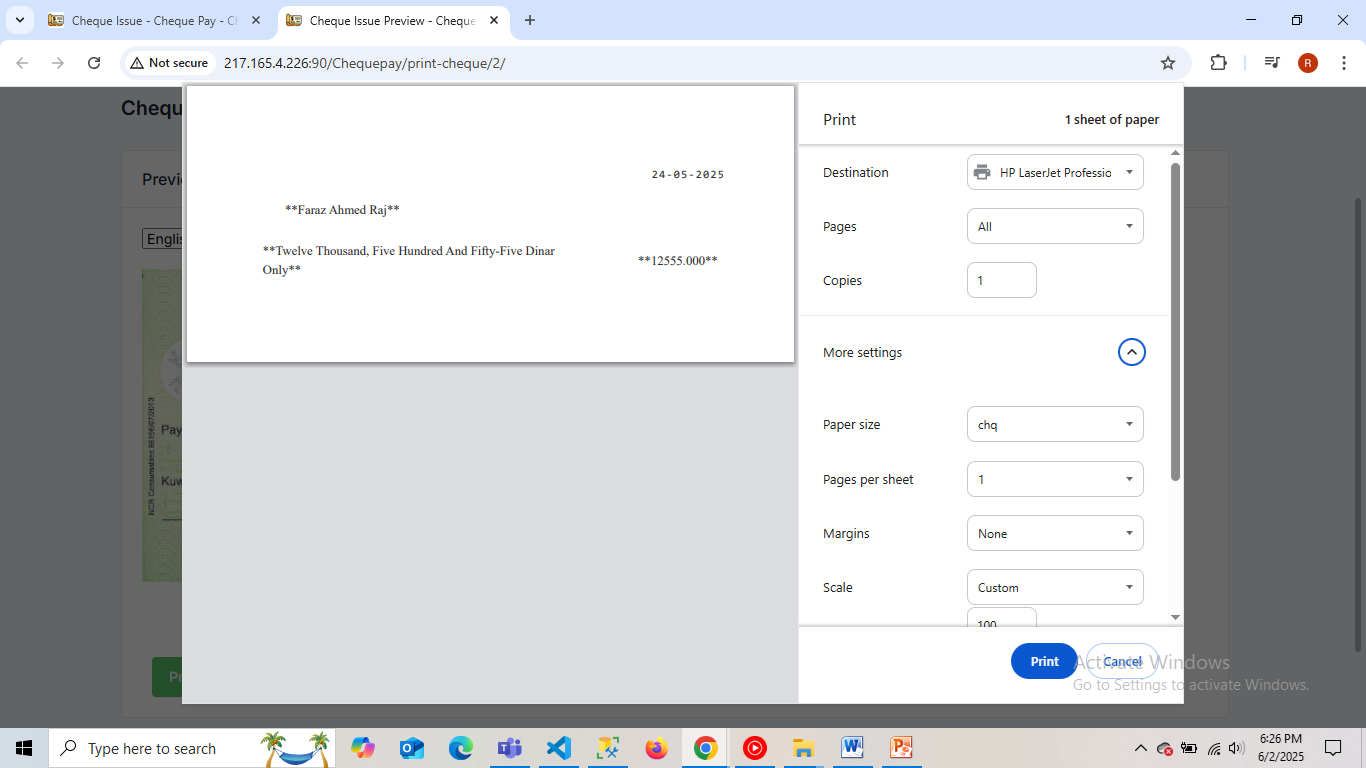 Cheque Issue - Cheque Pay - Ch
Cheque Issue Preview - Cheque
Not secure
217.165.4.226:90/Chequepay/print-cheque/2/
R
Chequ
Previ
Englis
NCR Consumables 86156/07/2013
Pay
Kuw
24-05-2025
**Faraz Ahmed Raj**
**Twelve Thousand, Five Hundred And Fifty-Five Dinar
Only**
**12555.000**
Print
1 sheet of paper
Destination
HP LaserJet Professio
Pages
All
Copies
1
More settings
Paper size
chq
Pages per sheet
1
Margins
None
Scale
Custom
100
Print
Cancel
Activate Windows
Go to Settings to activate Windows.
Type here to search
6:26 PM
6/2/2025